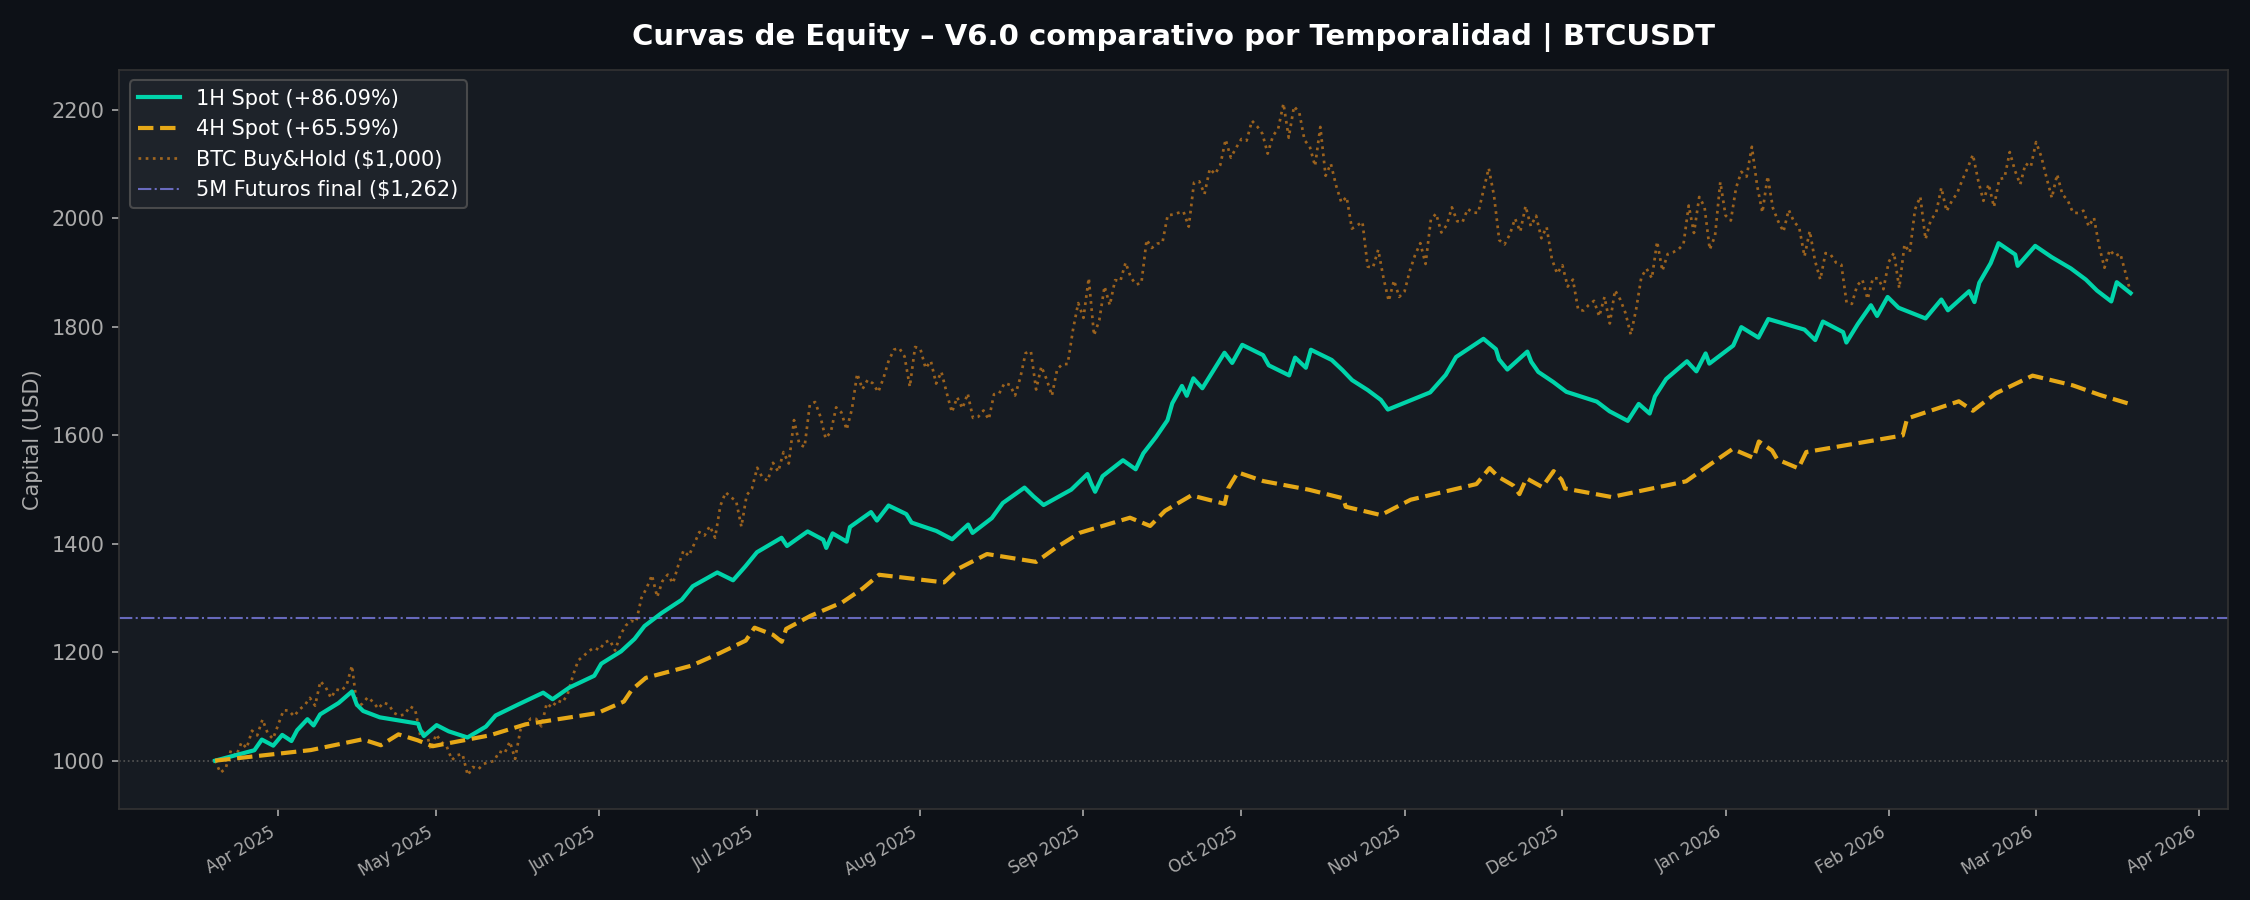 Curvas de Equity – V6.0 comparativo por Temporalidad | BTCUSDT
1H Spot (+86.09%)
4H Spot (+65.59%)
BTC Buy&Hold ($1,000)
5M Futuros final ($1,262)
Capital (USD)
2200
2000
1800
1600
1400
1200
1000
Apr 2025
May 2025
Jun 2025
Jul 2025
Aug 2025
Sep 2025
Oct 2025
Nov 2025
Dec 2025
Jan 2026
Feb 2026
Mar 2026
Apr 2026